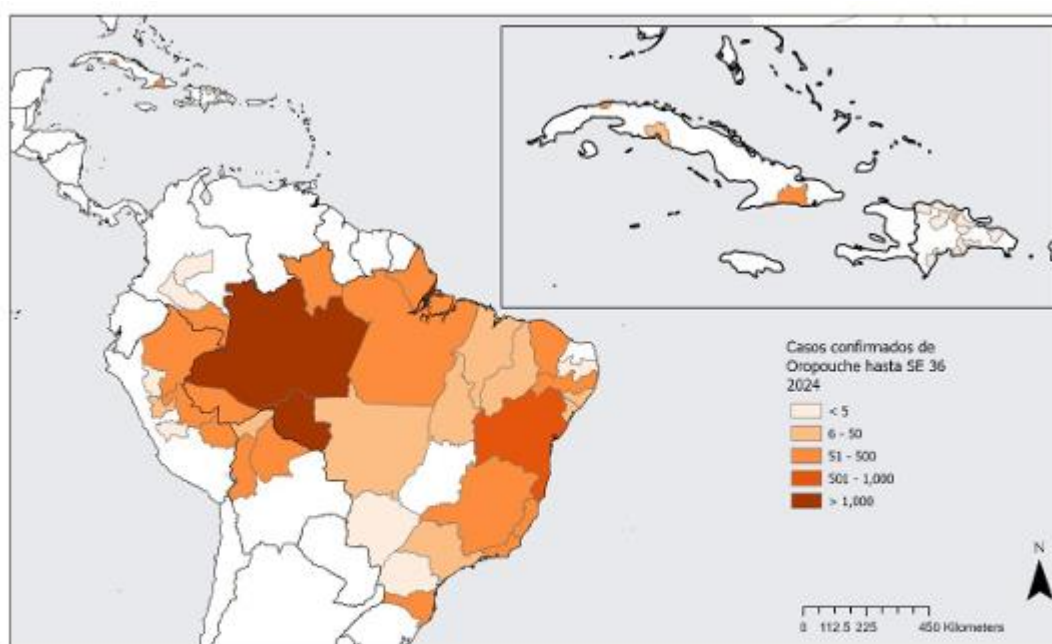 Casos confirmados de
Oropouche hasta SE 36
2024
< 5
6 - 50
51 - 500
501 - 1,000
> 1,000
N
0 112.5 225 450 Kilometers